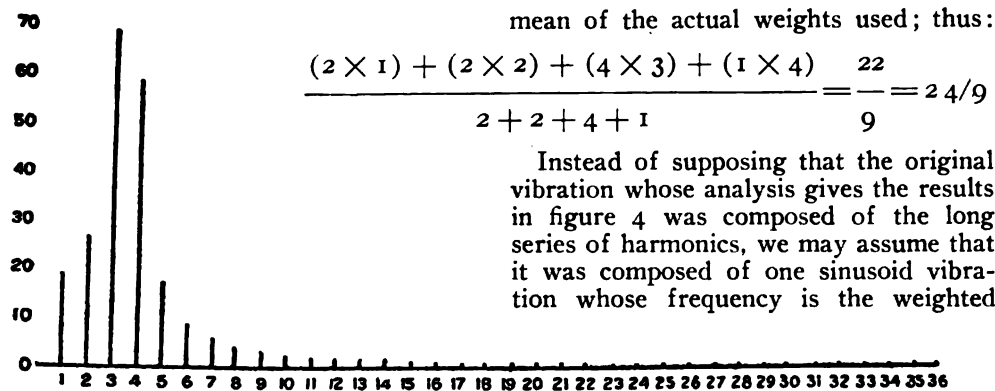 mean of the actual weights used; thus:
(2 × 1) + (2 × 2) + (4 × 3) + (1 × 4)
2 + 2 + 4 + 1
= 22
9
= 2 4/9
Instead of supposing that the original
vibration whose analysis gives the results
in figure 4 was composed of the long
series of harmonics, we may assume that
it was composed of one sinusoid vibra-
tion whose frequency is the weighted
70
60
50
40
30
20
10
0
1 2 3 4 5 6 7 8 9 10 11 12 13 14 15 16 17 18 19 20 21 22 23 24 25 26 27 28 29 30 31 32 33 34 35 36